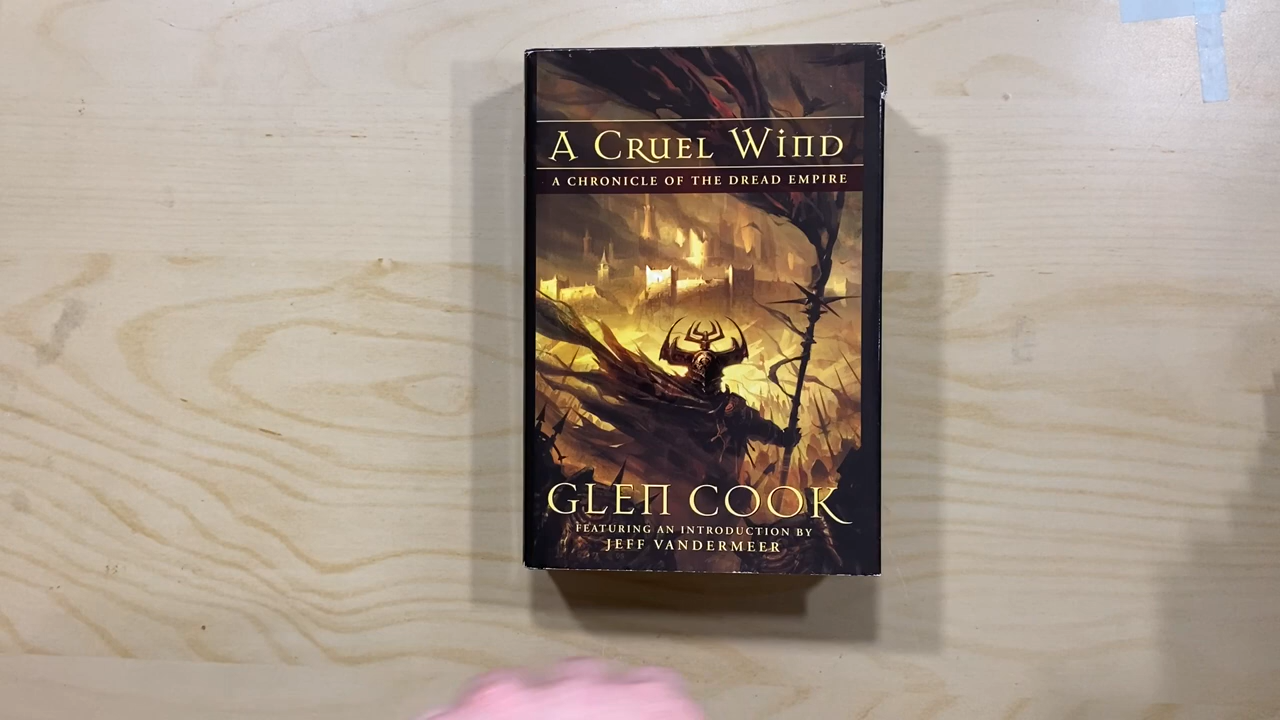 A Cruel Wind
A CHRONICLE OF THE DREAD EMPIRE
GLEN COOK
FEATURING AN INTRODUCTION BY
JEFF VANDERMEER